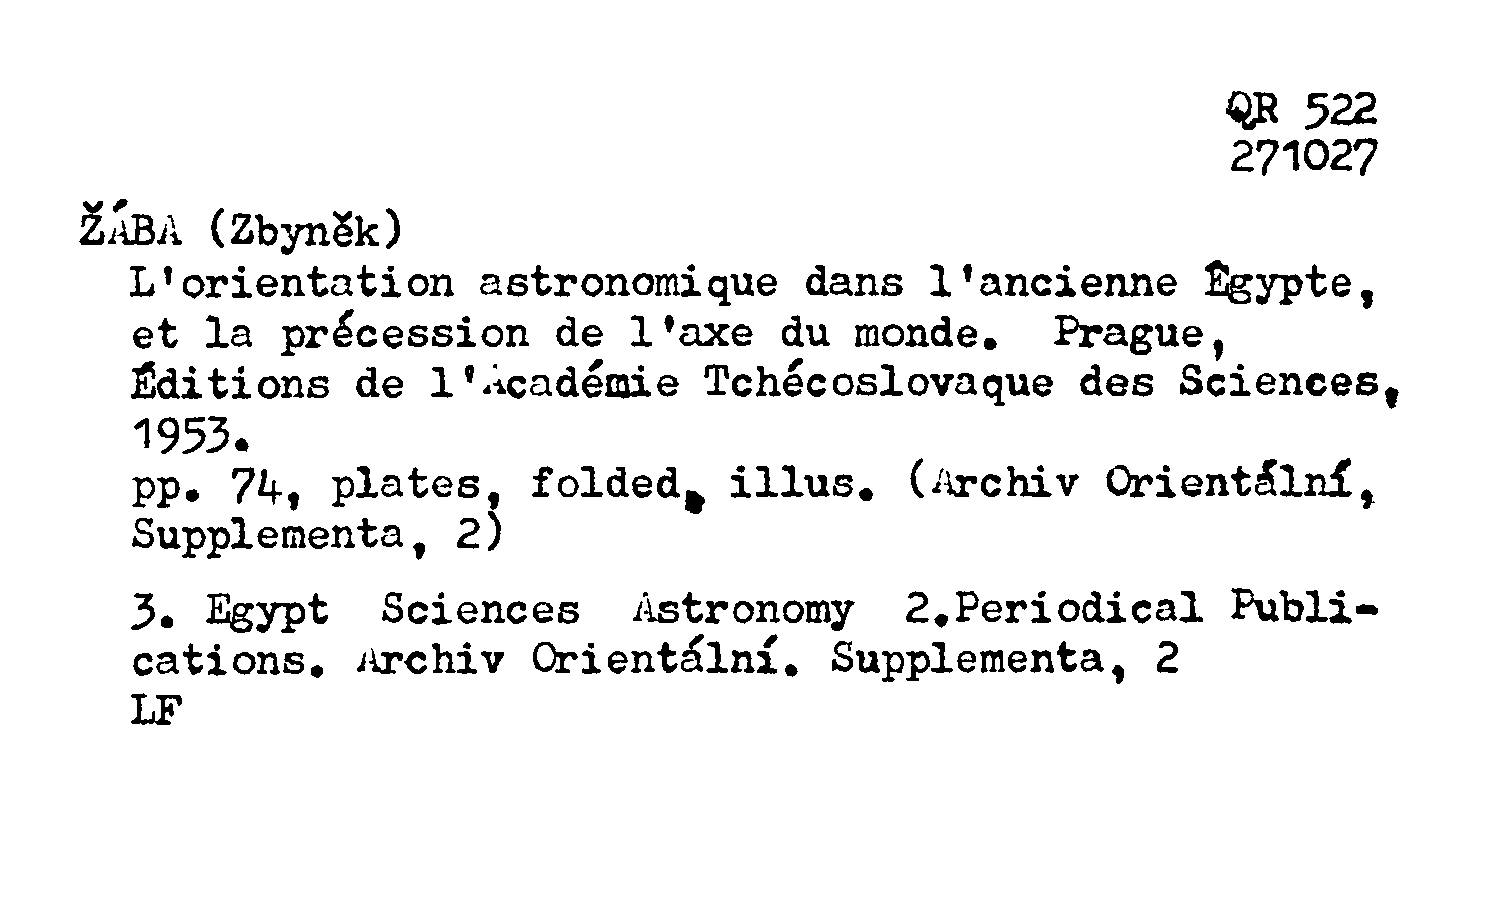 QR 522
271027
ŽÁBA (Zbyněk)
L'orientation astronomique dans l'ancienne Égypte,
et la précession de l'axe du monde. Prague,
Éditions de l'Académie Tchécoslovaque des Sciences,
1953.
pp. 74, plates, folded, illus. (Archiv Orientální,
Supplementa, 2)
3. Egypt Sciences Astronomy 2.Periodical Publi-
cations. Archiv Orientální. Supplementa, 2
LF